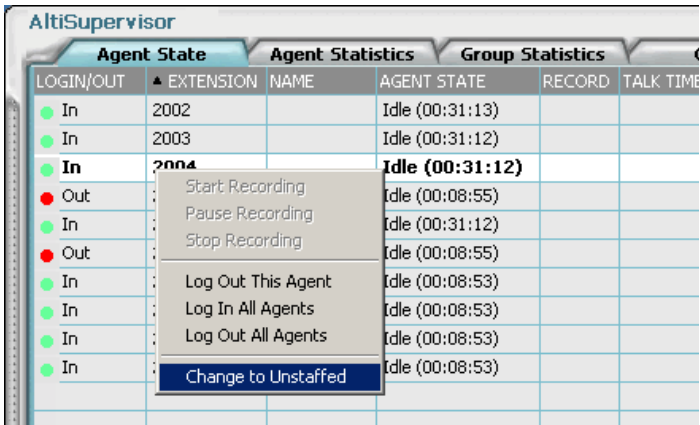 AltiSupervisor
Agent State Agent Statistics Group Statistics
LOGIN/OUT ▲ EXTENSION NAME AGENT STATE RECORD TALK TIME
In 2002 Idle (00:31:13)
In 2003 Idle (00:31:12)
In 2004 Idle (00:31:12)
Out Idle (00:08:55)
In Idle (00:31:12)
Out Idle (00:08:55)
In Idle (00:08:53)
In Idle (00:08:53)
In Idle (00:08:53)
In Idle (00:08:53)
Start Recording
Pause Recording
Stop Recording
Log Out This Agent
Log In All Agents
Log Out All Agents
Change to Unstaffed